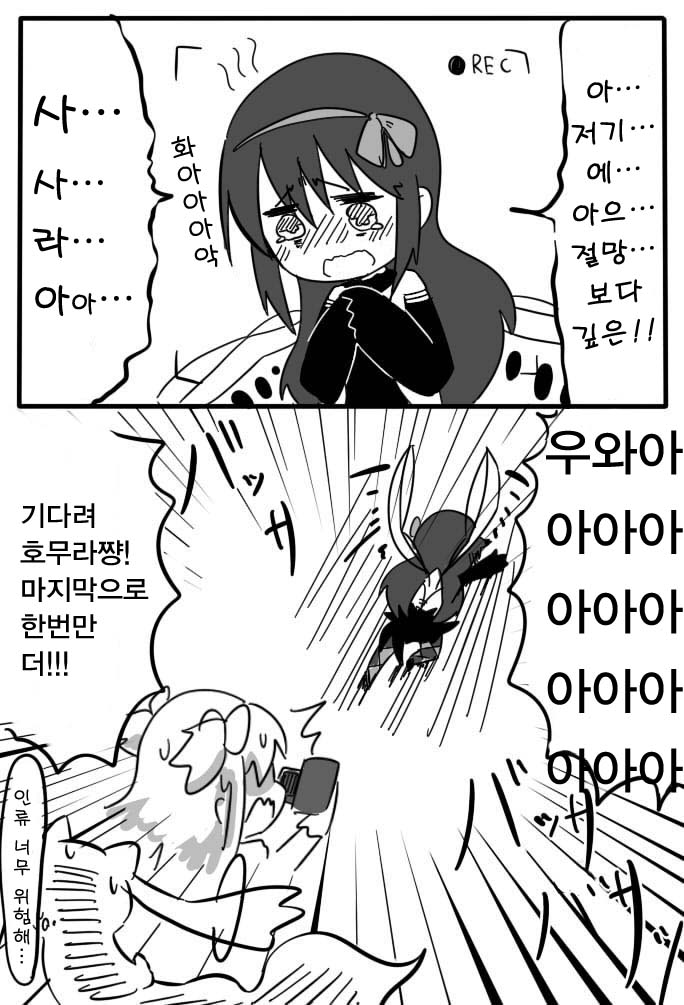 ● REC
아…
저기…
에…
아으…
절망…
보다
깊은!!
화아아아악
사…
사…
라…
아아…
우와아
아아아
아아아
아아아
아아아
バッ
サ
기다려
호무라쨩!
마지막으로
한번만
더!!!
인류 너무 위험해…